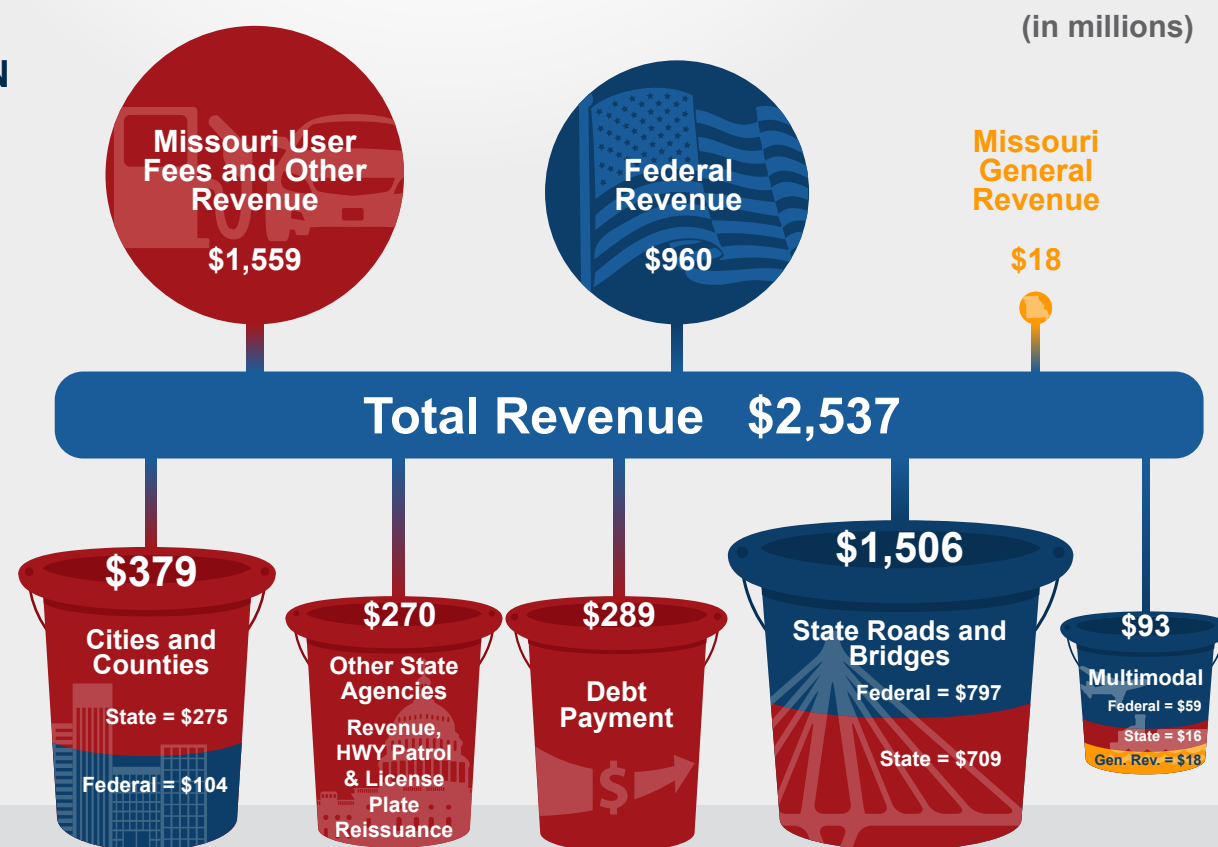 (in millions)
N
Missouri User
Fees and Other
Revenue
$1,559
Federal
Revenue
$960
Missouri
General
Revenue
$18
Total Revenue $2,537
$379
Cities and
Counties
State = $275
Federal = $104
$270
Other State
Agencies
Revenue,
HWY Patrol
& License
Plate
Reissuance
$289
Debt
Payment
$
$1,506
State Roads and
Bridges
Federal = $797
State = $709
$93
Multimodal
Federal = $59
State = $16
Gen. Rev. = $18